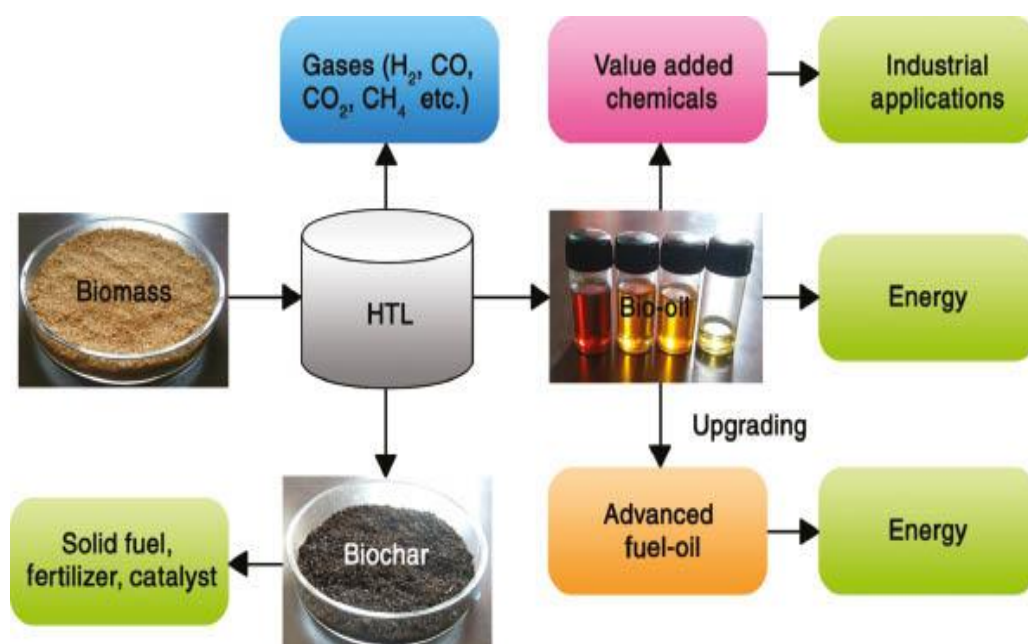 Gases (H₂, CO,
CO₂, CH₄ etc.)
Value added
chemicals
Industrial
applications
Biomass
HTL
Bio-oil
Energy
Upgrading
Solid fuel,
fertilizer, catalyst
Biochar
Advanced
fuel-oil
Energy